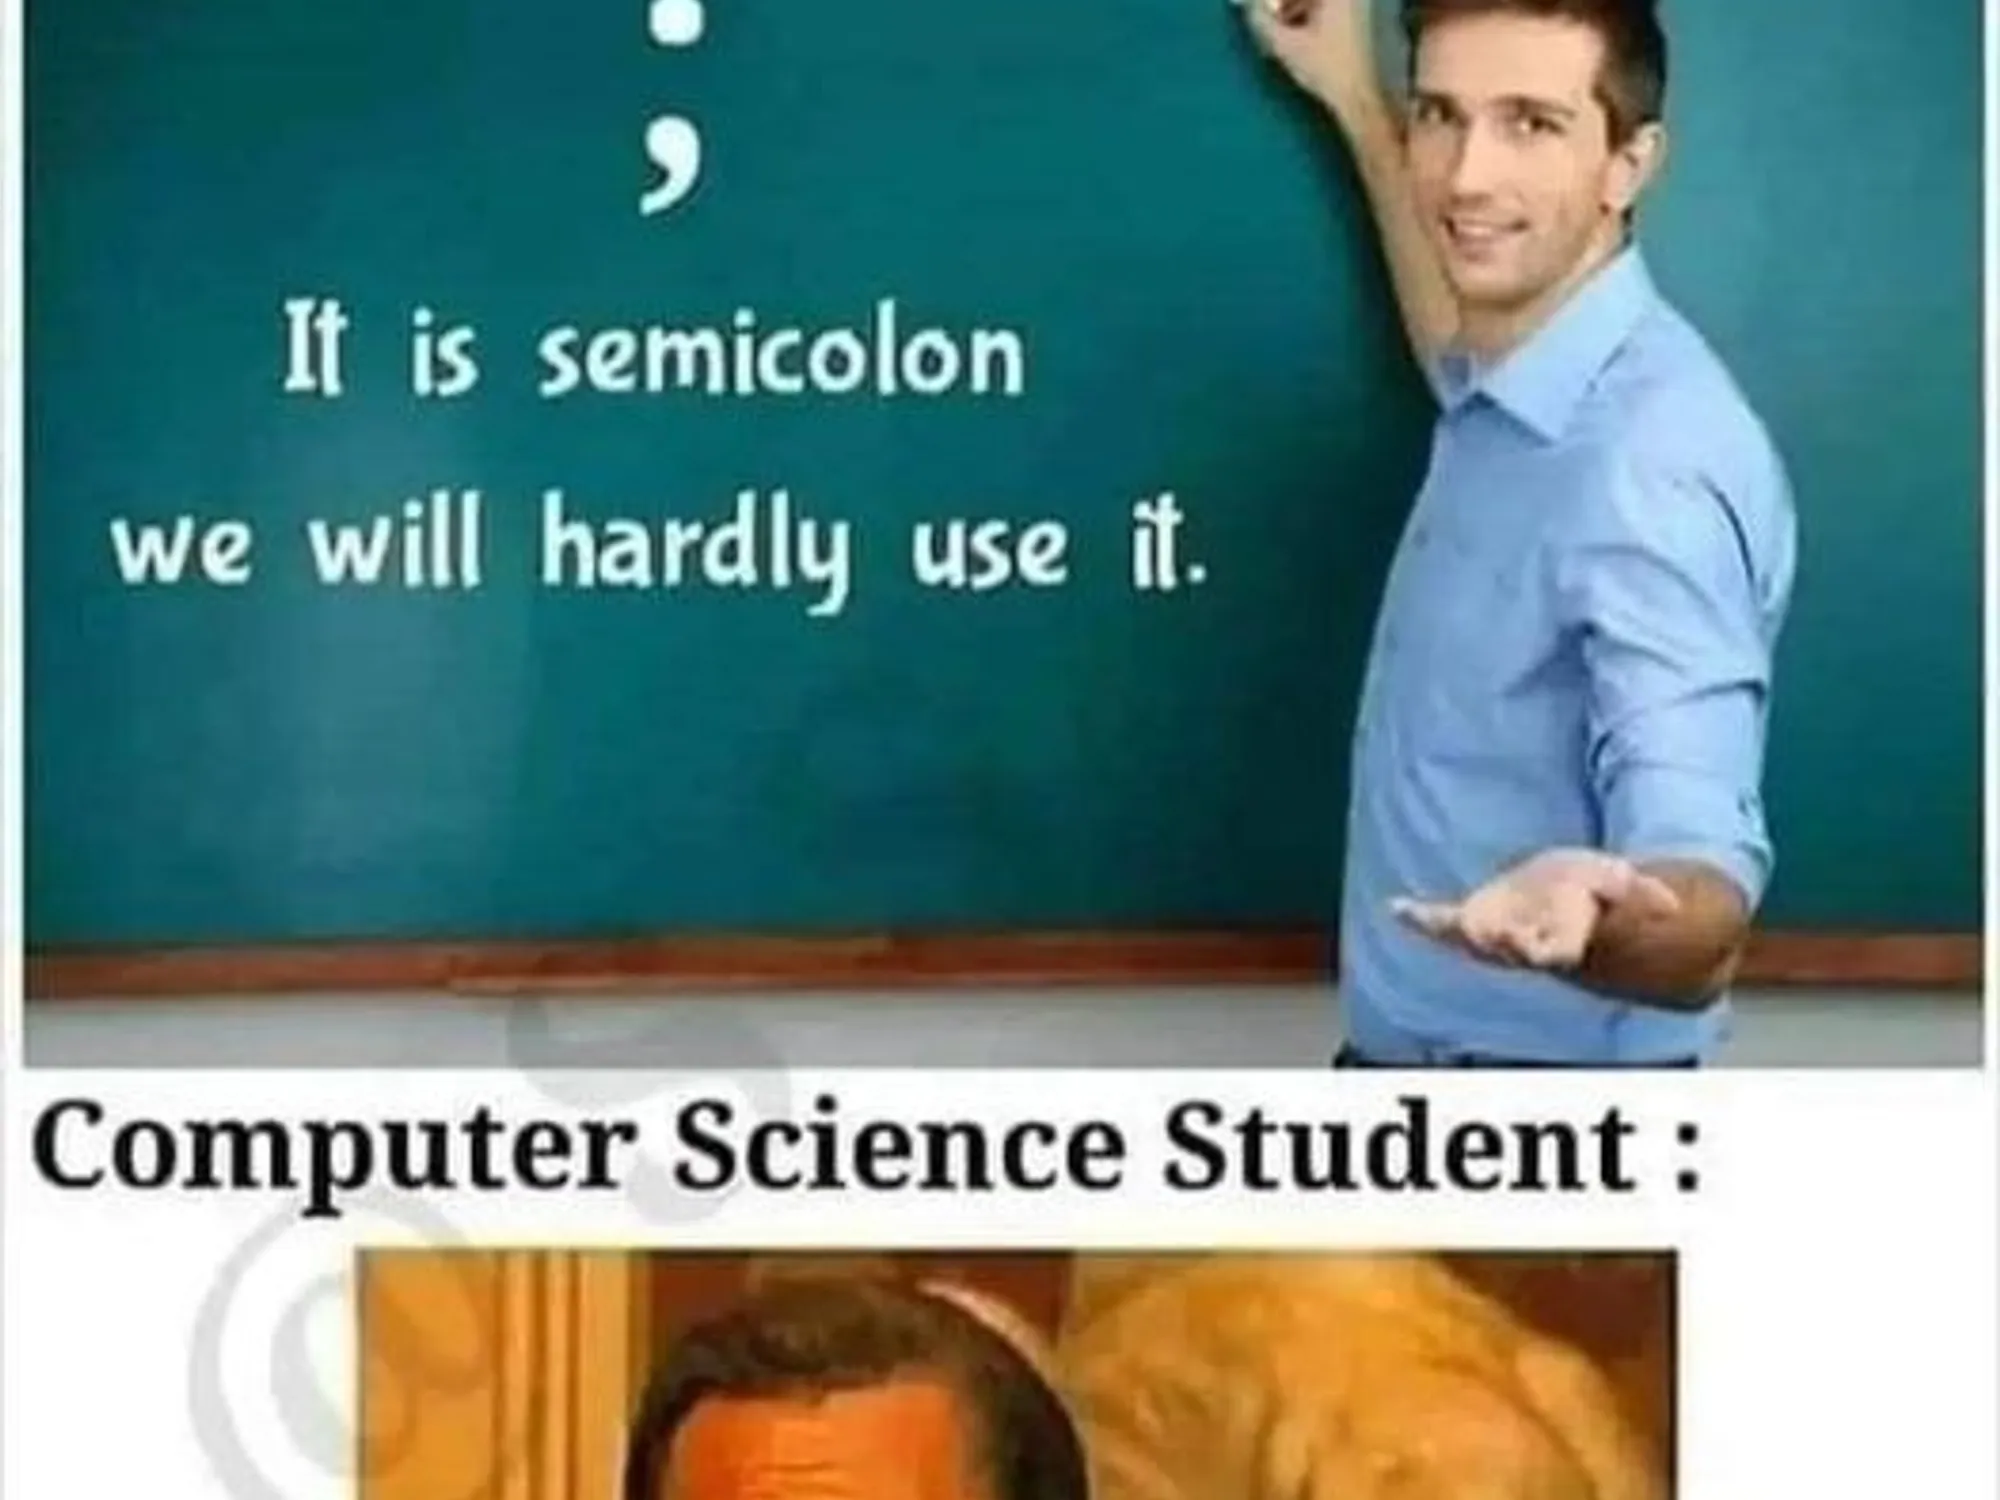 ;
It is semicolon
we will hardly use it.
Computer Science Student :